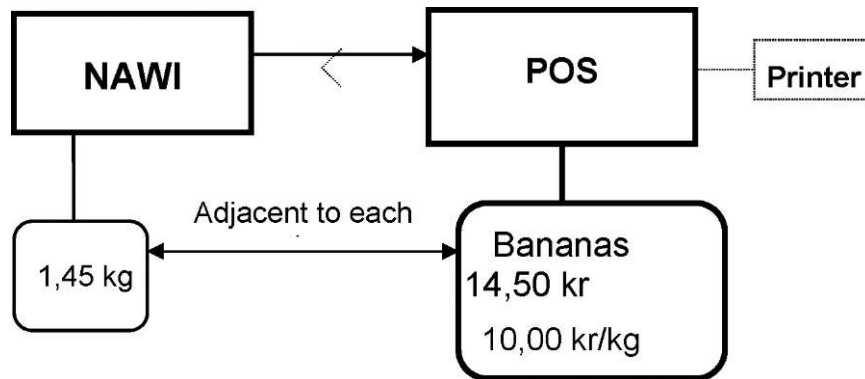 NAWI
POS
Printer
Adjacent to each
1,45 kg
Bananas
14,50 kr
10,00 kr/kg